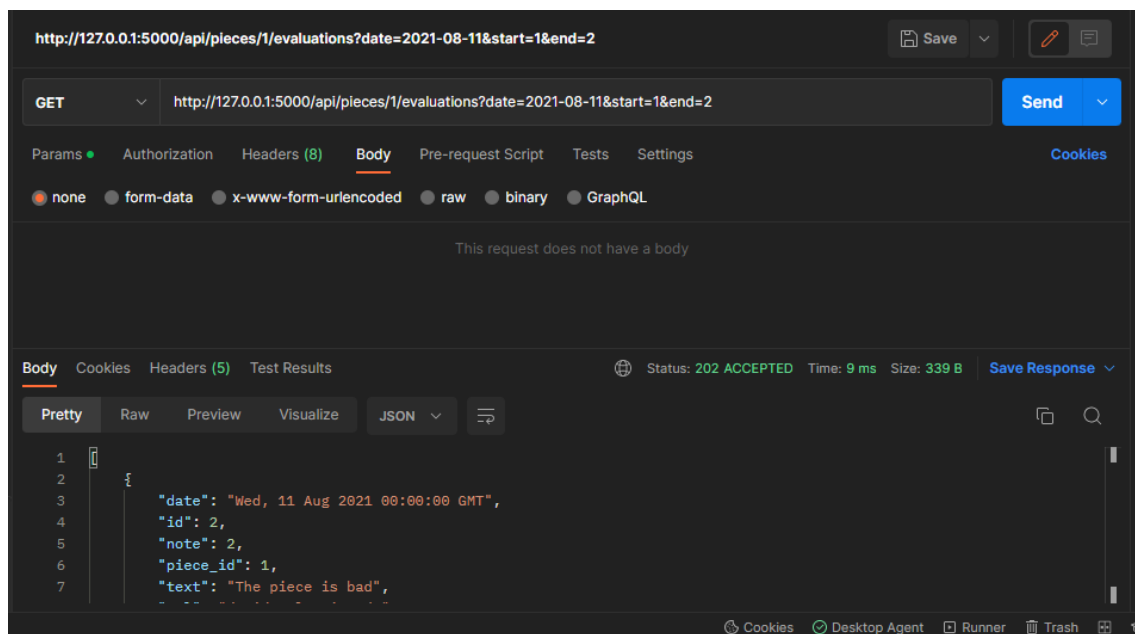 http://127.0.0.1:5000/api/pieces/1/evaluations?date=2021-08-11&start=1&end=2
Save
GET http://127.0.0.1:5000/api/pieces/1/evaluations?date=2021-08-11&start=1&end=2 Send
Params Authorization Headers (8) Body Pre-request Script Tests Settings Cookies
none form-data x-www-form-urlencoded raw binary GraphQL
This request does not have a body
Body Cookies Headers (5) Test Results Status: 202 ACCEPTED Time: 9 ms Size: 339 B Save Response
Pretty Raw Preview Visualize JSON
1 [
2 {
3 "date": "Wed, 11 Aug 2021 00:00:00 GMT",
4 "id": 2,
5 "note": 2,
6 "piece_id": 1,
7 "text": "The piece is bad",
Cookies Desktop Agent Runner Trash